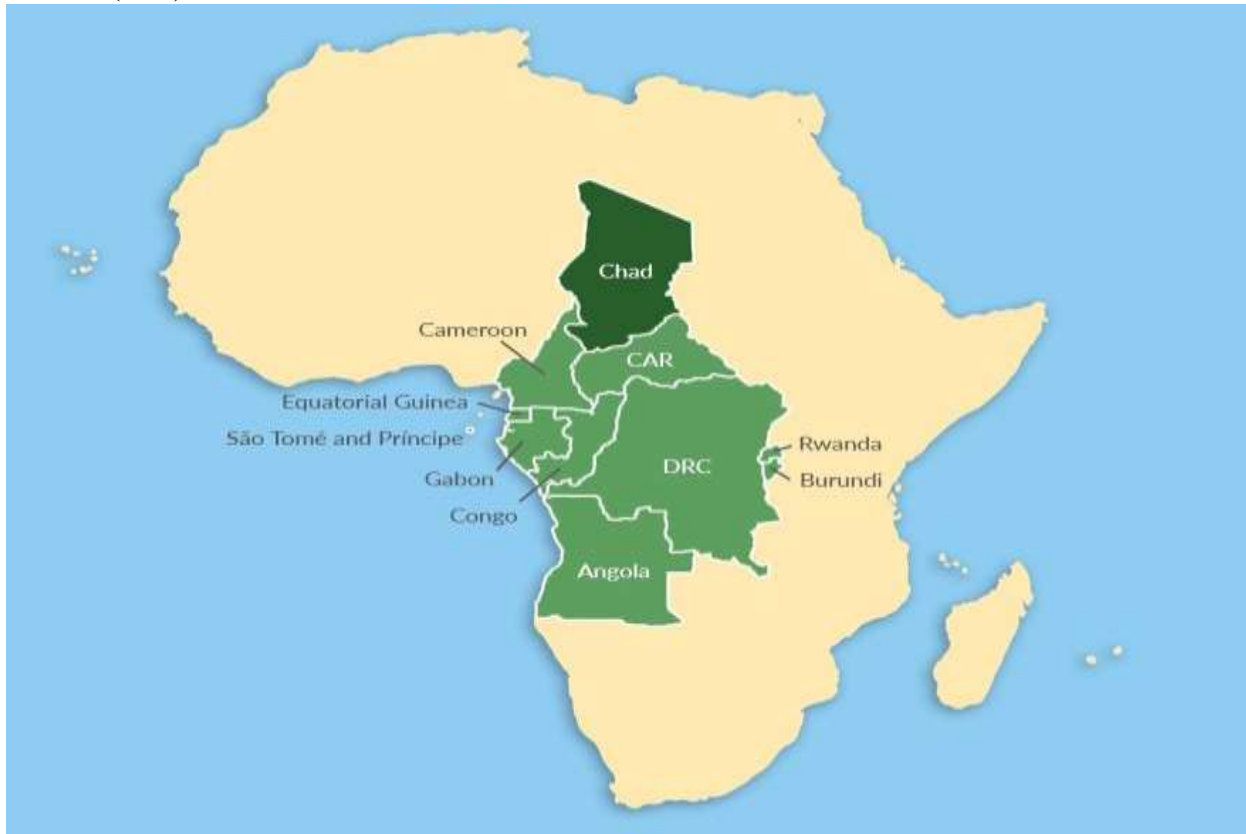 Chad
Cameroon
CAR
Equatorial Guinea
São Tomé and Príncipe
Rwanda
DRC
Gabon
Burundi
Congo
Angola